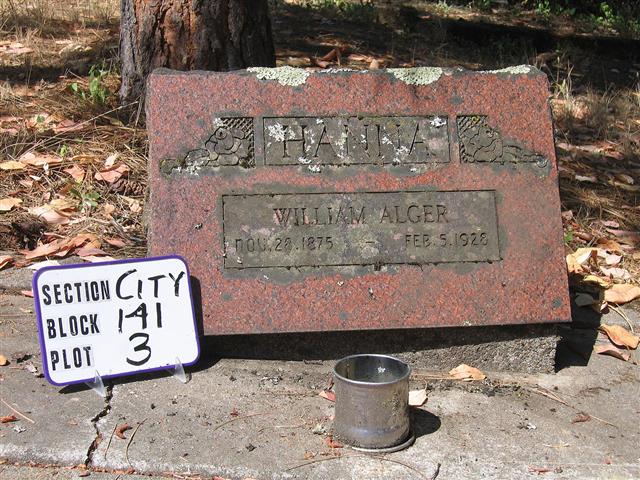 HANNA
WILLIAM ALGER
NOV. 28. 1875 – FEB. 5. 1928
SECTION CITY
BLOCK 141
PLOT 3